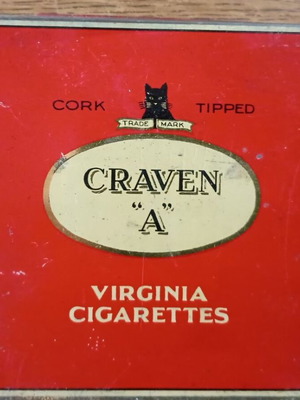 CORK TIPPED
TRADE MARK
CRAVEN
"A"
VIRGINIA
CIGARETTES